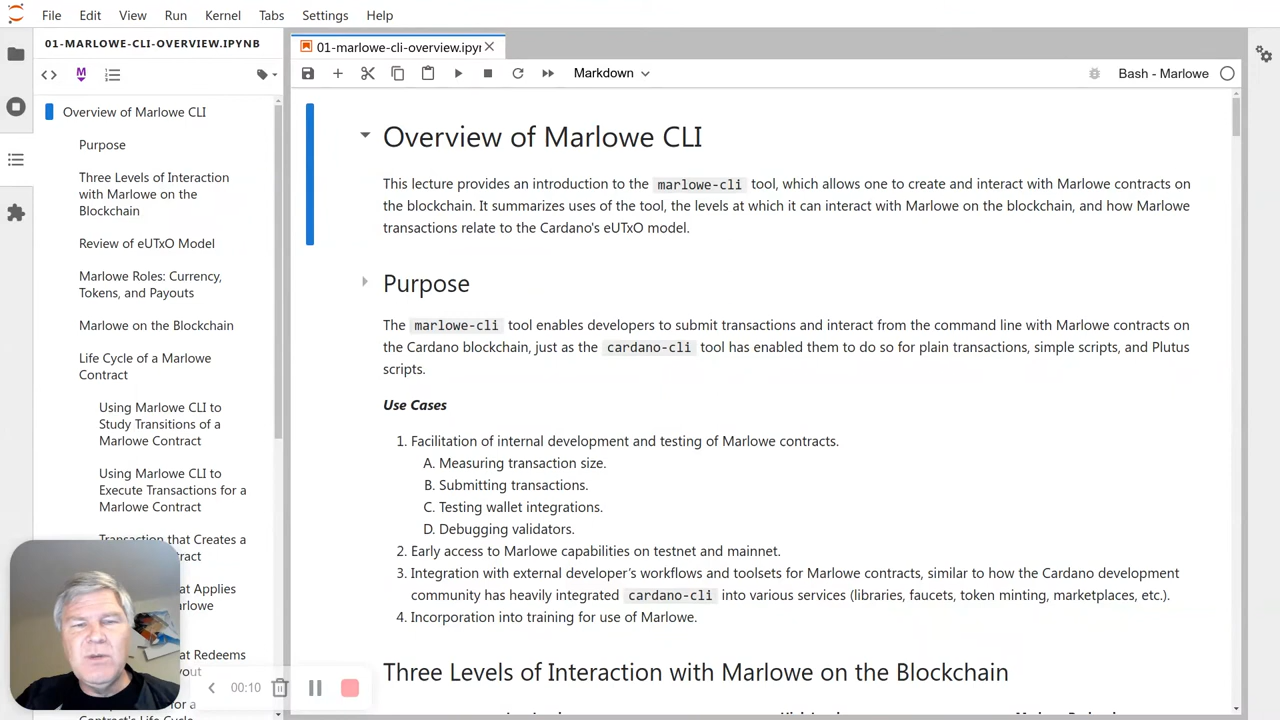 File Edit View Run Kernel Tabs Settings Help
01-MARLOWE-CLI-OVERVIEW.IPYNB
Overview of Marlowe CLI
Purpose
Three Levels of Interaction
with Marlowe on the
Blockchain
Review of eUTxO Model
Marlowe Roles: Currency,
Tokens, and Payouts
Marlowe on the Blockchain
Life Cycle of a Marlowe
Contract
Using Marlowe CLI to
Study Transitions of a
Marlowe Contract
Using Marlowe CLI to
Execute Transactions for a
Marlowe Contract
Transaction that Creates a
at Applies
rlowe
at Redeems
00:10
01-marlowe-cli-overview.ipyn
Markdown
Bash - Marlowe
Overview of Marlowe CLI
This lecture provides an introduction to the marlowe-cli tool, which allows one to create and interact with Marlowe contracts on
the blockchain. It summarizes uses of the tool, the levels at which it can interact with Marlowe on the blockchain, and how Marlowe
transactions relate to the Cardano's eUTxO model.
Purpose
The marlowe-cli tool enables developers to submit transactions and interact from the command line with Marlowe contracts on
the Cardano blockchain, just as the cardano-cli tool has enabled them to do so for plain transactions, simple scripts, and Plutus
scripts.
Use Cases
1. Facilitation of internal development and testing of Marlowe contracts.
A. Measuring transaction size.
B. Submitting transactions.
C. Testing wallet integrations.
D. Debugging validators.
2. Early access to Marlowe capabilities on testnet and mainnet.
3. Integration with external developer's workflows and toolsets for Marlowe contracts, similar to how the Cardano development
community has heavily integrated cardano-cli into various services (libraries, faucets, token minting, marketplaces, etc.).
4. Incorporation into training for use of Marlowe.
Three Levels of Interaction with Marlowe on the Blockchain